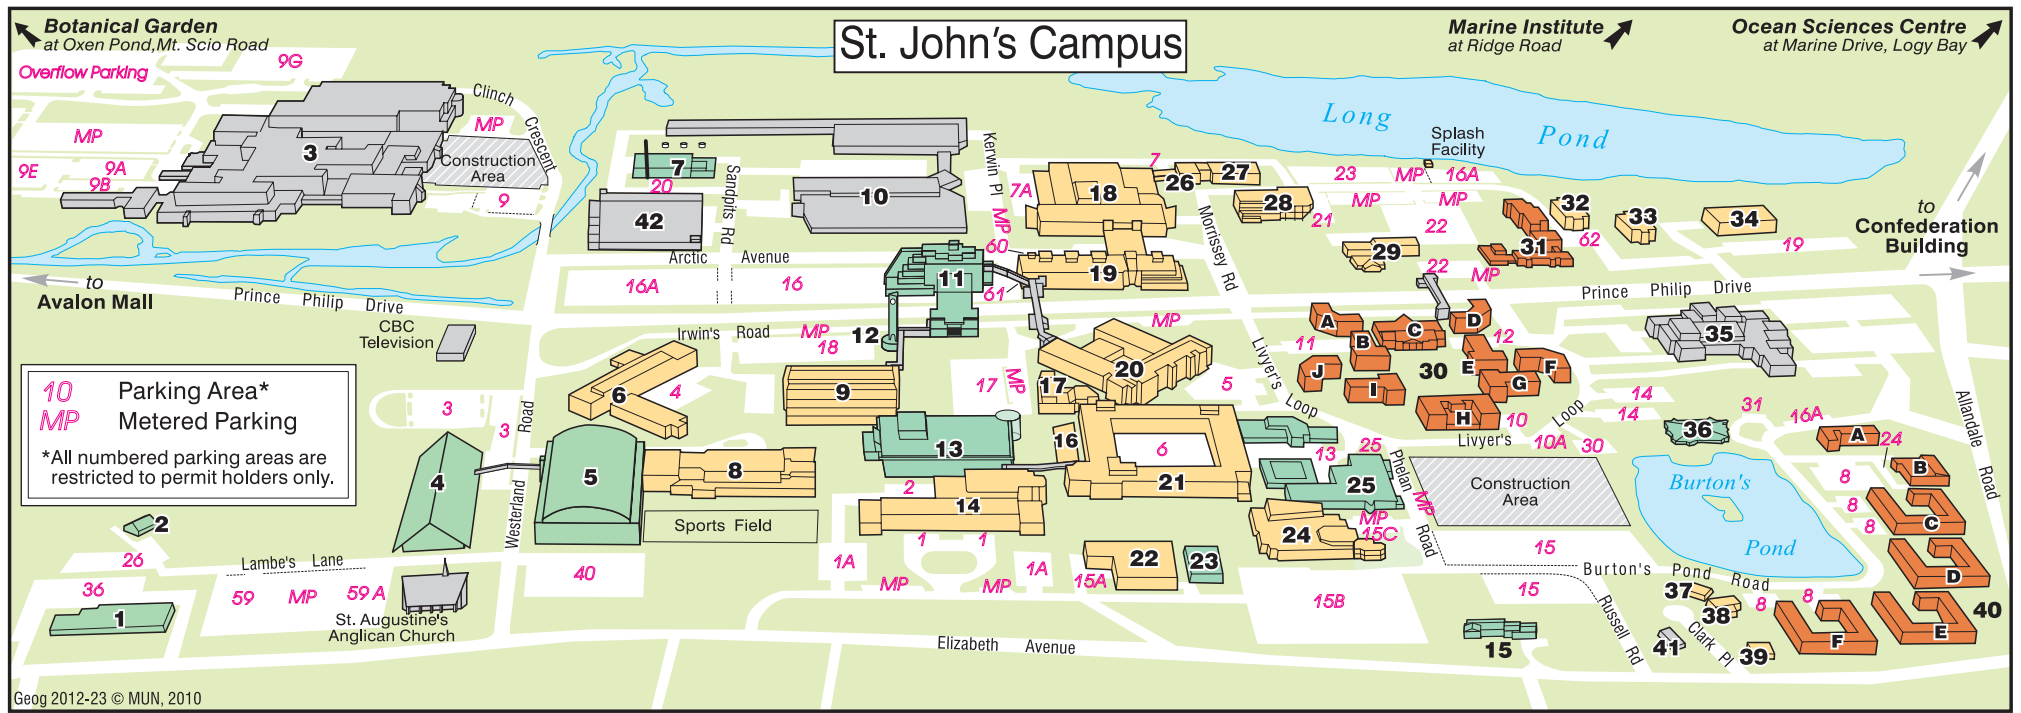 St. John's Campus
Botanical Garden
at Oxen Pond, Mt. Scio Road
Marine Institute
at Ridge Road
Ocean Sciences Centre
at Marine Drive, Logy Bay
Overflow Parking
9G
MP
9E
9A
9B
3
Clinch
Crescent
MP
Construction
Area
9
7
20
42
Sandpits Rd
10
Kerwin Pl
7A
MP
60
61
7
18
26
27
28
21
19
Long
Pond
Splash
Facility
23
MP
16A
MP
MP
22
29
22
MP
31
32
62
33
34
19
to
Confederation
Building
to
Avalon Mall
Prince Philip Drive
Arctic Avenue
16A
16
11
12
Morrissey Rd
Prince Philip Drive
CBC
Television
Irwin's Road
MP
18
MP
10 Parking Area*
MP Metered Parking
*All numbered parking areas are
restricted to permit holders only.
3
3
Westerland Road
6
4
9
17
MP
17
20
5
Livyer's Loop
11
A
B
C
D
12
E
F
G
H
I
J
30
10
Livyer's Loop
10A
30
35
14
14
31
16A
36
Allandale Road
A
24
B
C
D
E
F
40
8
8
8
8
8
4
5
8
Sports Field
13
2
14
16
6
21
13
25
25
Phelan Road
MP
MP
15C
24
Construction
Area
Burton's
Pond
15
15
Burton's Pond Road
2
26
Lambe's Lane
36
1
59
MP
59A
St. Augustine's
Anglican Church
40
1A
1
1
MP
MP
1A
15A
22
23
15B
15
Russell Rd
37
38
41
Clark Pl
39
Elizabeth Avenue
Geog 2012-23 © MUN, 2010